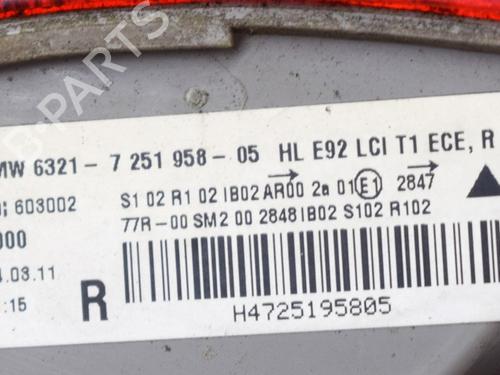 MW 6321- 7 251 958 - 05 HL E92 LCI T1 ECE, R
603002
S1 02 R1 02 IB02 AR00 2a 01 E1 2847
000
77R-00 SM2 00 2848 IB02 S102 R102
.03.11
:15
R
H4725195805
B-PARTS